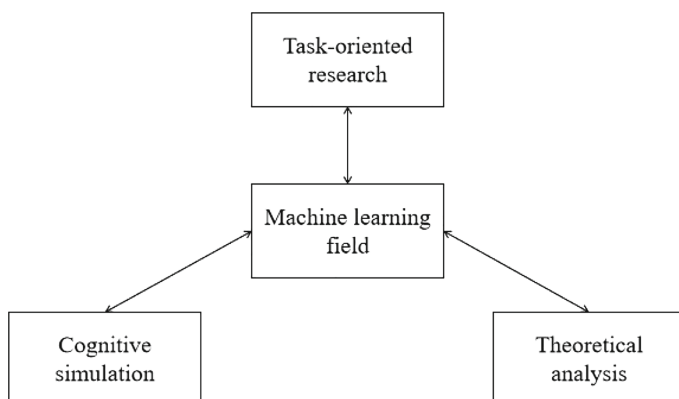 Task-oriented
research
Machine learning
field
Cognitive
simulation
Theoretical
analysis